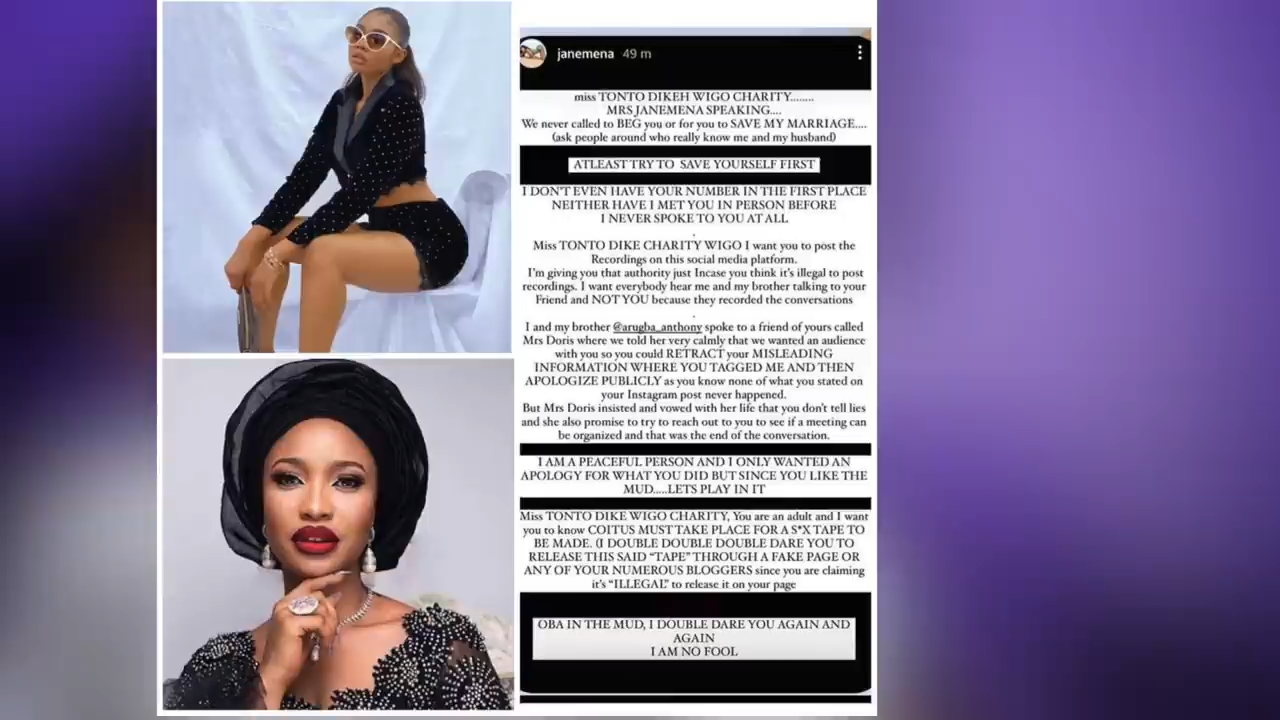 janemena 49 m
miss TONTO DIKEH WIGO CHARITY........
MRS JANEMENA SPEAKING....
We never called to BEG you or for you to SAVE MY MARRIAGE....
(ask people around who really know me and my husband)
ATLEAST TRY TO SAVE YOURSELF FIRST
I DON'T EVEN HAVE YOUR NUMBER IN THE FIRST PLACE
NEITHER HAVE I MET YOU IN PERSON BEFORE
I NEVER SPOKE TO YOU AT ALL
.
Miss TONTO DIKE CHARITY WIGO I want you to post the
Recordings on this social media platform.
I'm giving you that authority just Incase you think it's illegal to post
recordings. I want everybody hear me and my brother talking to your
Friend and NOT YOU because they recorded the conversations
.
I and my brother @arugba_anthony spoke to a friend of yours called
Mrs Doris where we told her very calmly that we wanted an audience
with you so you could RETRACT your MISLEADING
INFORMATION WHERE YOU TAGGED ME AND THEN
APOLOGIZE PUBLICLY as you know none of what you stated on
your Instagram post never happened.
But Mrs Doris insisted and vowed with her life that you don't tell lies
and she also promise to try to reach out to you to see if a meeting can
be organized and that was the end of the conversation.
I AM A PEACEFUL PERSON AND I ONLY WANTED AN
APOLOGY FOR WHAT YOU DID BUT SINCE YOU LIKE THE
MUD.....LETS PLAY IN IT
Miss TONTO DIKE WIGO CHARITY, You are an adult and I want
you to know COITUS MUST TAKE PLACE FOR A S*X TAPE TO
BE MADE. (I DOUBLE DOUBLE DOUBLE DARE YOU TO
RELEASE THIS SAID "TAPE" THROUGH A FAKE PAGE OR
ANY OF YOUR NUMEROUS BLOGGERS since you are claiming
it's "ILLEGAL" to release it on your page
OBA IN THE MUD, I DOUBLE DARE YOU AGAIN AND
AGAIN
I AM NO FOOL